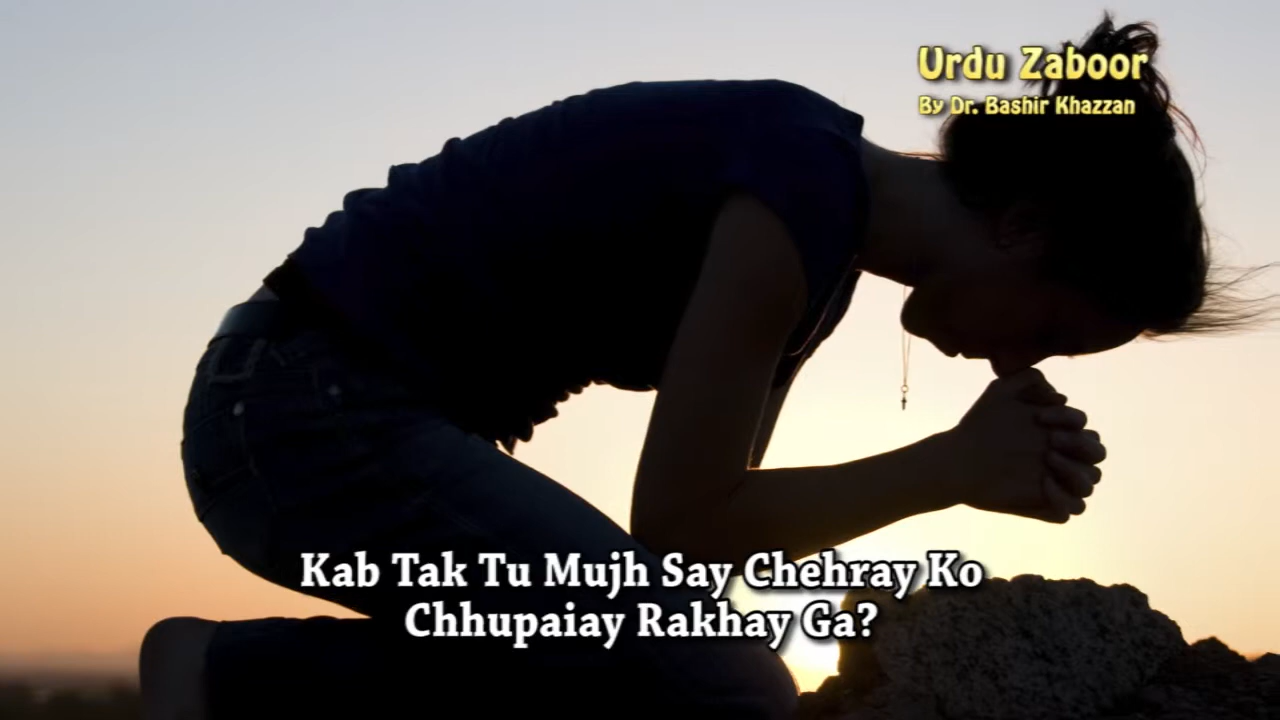 Urdu Zaboor
By Dr. Bashir Khazzan
Kab Tak Tu Mujh Say Chehray Ko
Chhupaiay Rakhay Ga?